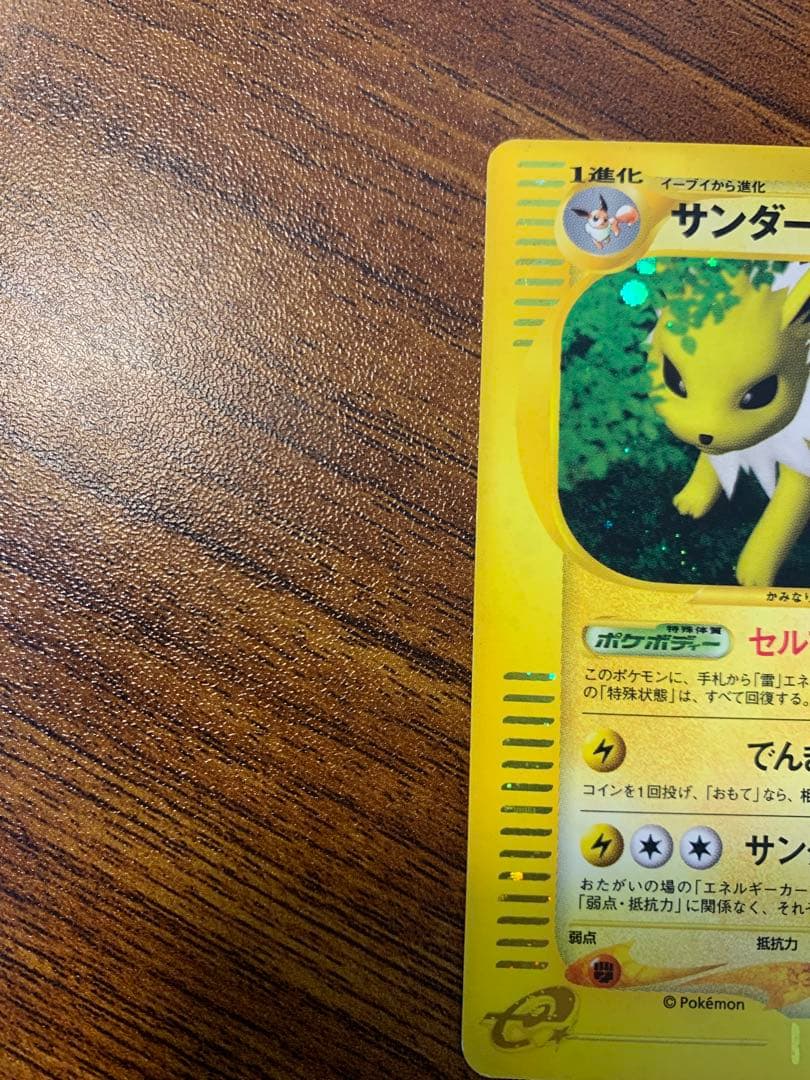 1進化
イーブイから進化
サンダー
かみなり
特殊体質
ポケボディー
セル
このポケモンに、手札から「雷」エネ
の「特殊状態」は、すべて回復する。
でんき
コインを1回投げ、「おもて」なら、相
サン
おたがいの場の「エネルギーカー
「弱点・抵抗力」に関係なく、それぞ
弱点
抵抗力
© Pokémon
e